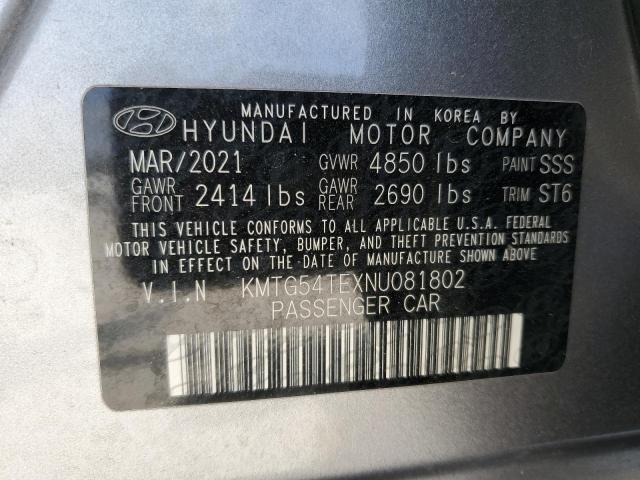 MANUFACTURED IN KOREA BY
HYUNDAI MOTOR COMPANY
MAR/2021 GVWR 4850 lbs PAINT SSS
GAWR FRONT 2414 lbs GAWR REAR 2690 lbs TRIM ST6
THIS VEHICLE CONFORMS TO ALL APPLICABLE U.S.A. FEDERAL
MOTOR VEHICLE SAFETY, BUMPER, AND THEFT PREVENTION STANDARDS
IN EFFECT ON THE DATE OF MANUFACTURE SHOWN ABOVE.
V.I.N KMTG54TEXNU081802
PASSENGER CAR